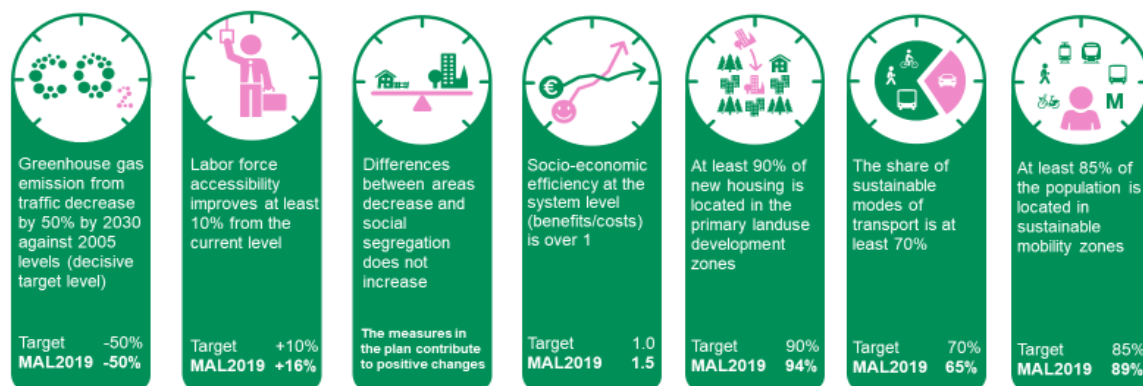 CO2
Greenhouse gas
emission from
traffic decrease
by 50% by 2030
against 2005
levels (decisive
target level)
Target -50%
MAL2019 -50%
Labor force
accessibility
improves at least
10% from the
current level
Target +10%
MAL2019 +16%
Differences
between areas
decrease and
social
segregation
does not
increase
The measures in
the plan contribute
to positive changes
€
Socio-economic
efficiency at the
system level
(benefits/costs)
is over 1
Target 1.0
MAL2019 1.5
At least 90% of
new housing is
located in the
primary landuse
development
zones
Target 90%
MAL2019 94%
The share of
sustainable
modes of
transport is at
least 70%
Target 70%
MAL2019 65%
M
At least 85% of
the population is
located in
sustainable
mobility zones
Target 85%
MAL2019 89%